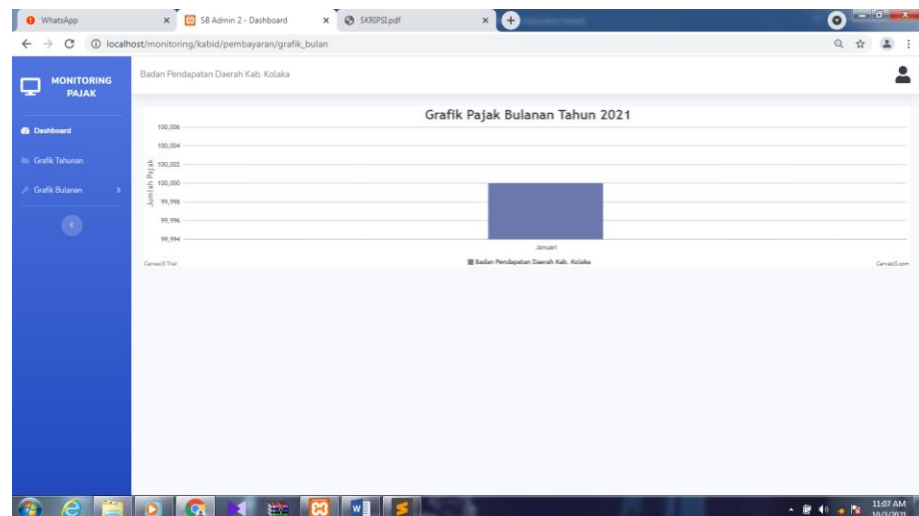 WhatsApp
SB Admin 2 - Dashboard
SKRIPSI.pdf
localhost/monitoring/kabid/pembayaran/grafik_bulan
MONITORING
PAJAK
Badan Pendapatan Daerah Kab. Kolaka
Dashboard
Grafik Tahunan
Grafik Bulanan
Grafik Pajak Bulanan Tahun 2021
Jumlah Pajak
100,006
100,004
100,002
100,000
99,998
99,996
99,994
Januari
Badan Pendapatan Daerah Kab. Kolaka
CanvasJS Trial
CanvasJS.com
11:07 AM
10/3/2021